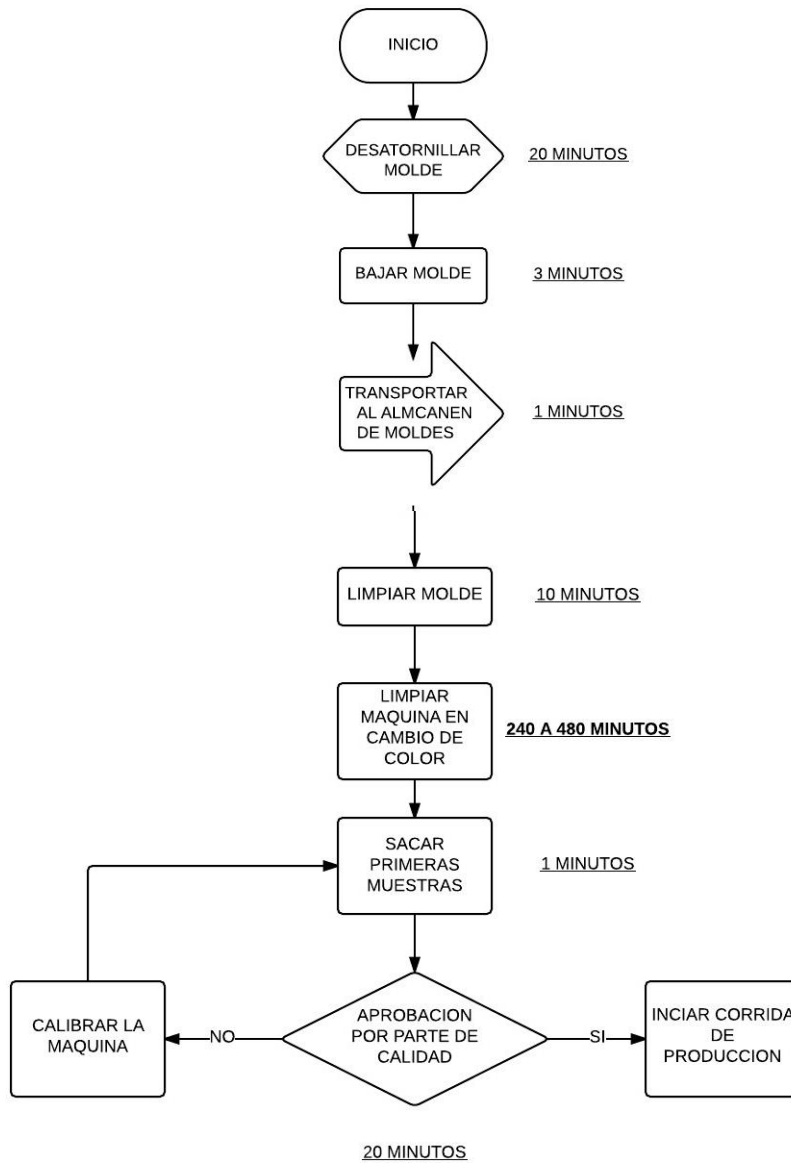 INICIO
DESATORNILLAR
MOLDE
20 MINUTOS
BAJAR MOLDE
3 MINUTOS
TRANSPORTAR
AL ALMCANEN
DE MOLDES
1 MINUTOS
LIMPIAR MOLDE
10 MINUTOS
LIMPIAR
MAQUINA EN
CAMBIO DE
COLOR
240 A 480 MINUTOS
SACAR
PRIMERAS
MUESTRAS
1 MINUTOS
CALIBRAR LA
MAQUINA
NO
APROBACION
POR PARTE DE
CALIDAD
SI
INCIAR CORRIDA
DE
PRODUCCION
20 MINUTOS